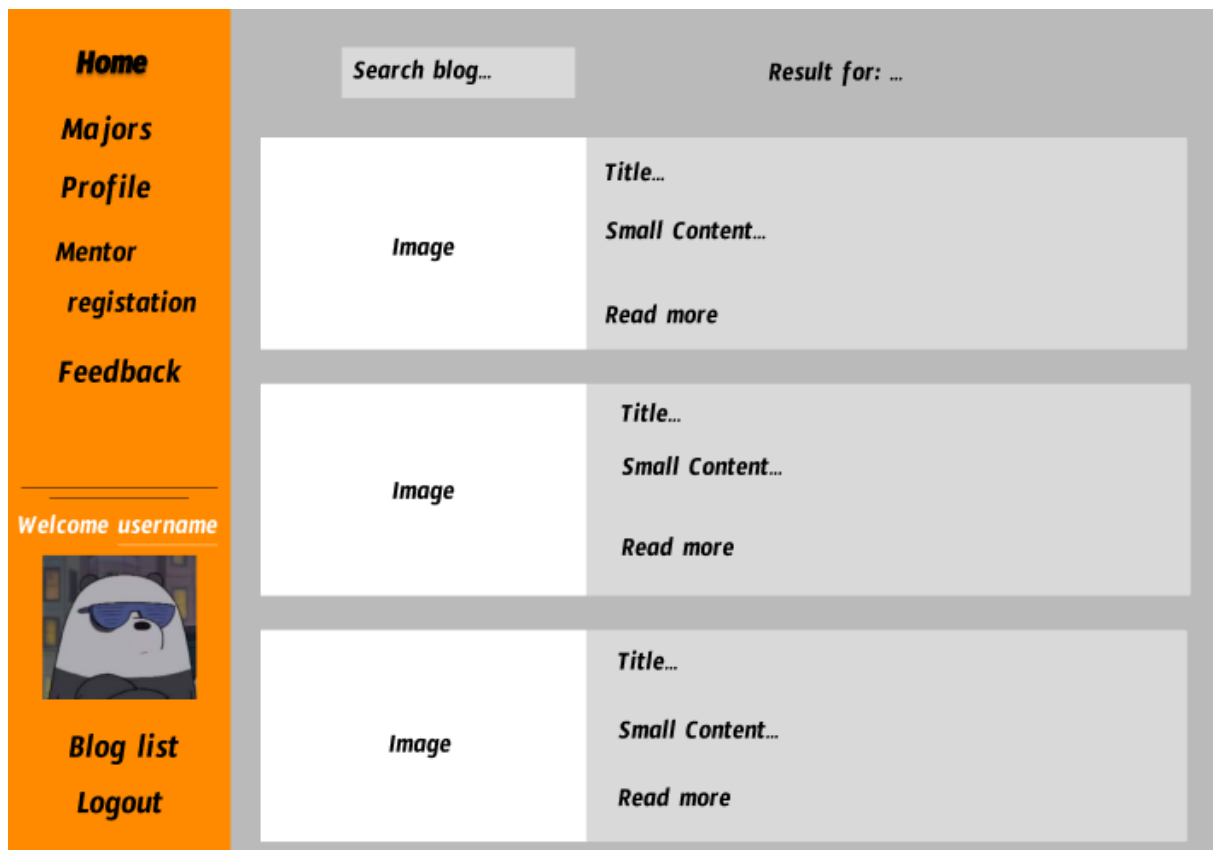 Home
Majors
Profile
Mentor
registation
Feedback
Welcome username
Blog list
Logout
Search blog...
Result for: ...
Image
Title...
Small Content...
Read more
Image
Title...
Small Content...
Read more
Image
Title...
Small Content...
Read more